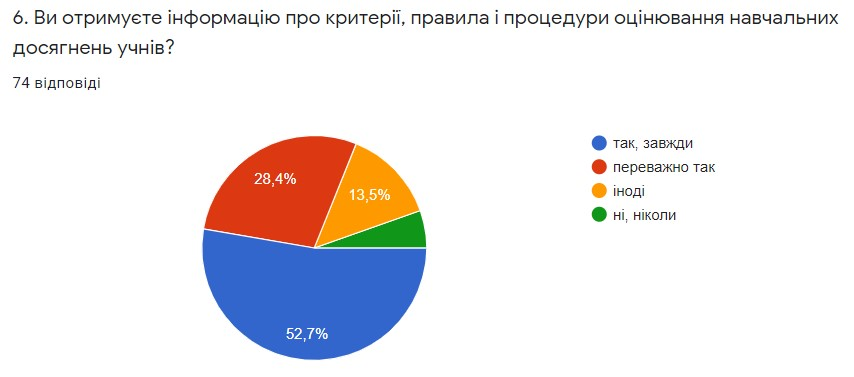 6. Ви отримуєте інформацію про критерії, правила і процедури оцінювання навчальних
досягнень учнів?
74 відповіді
28,4%
13,5%
52,7%
так, завжди
переважно так
іноді
ні, ніколи